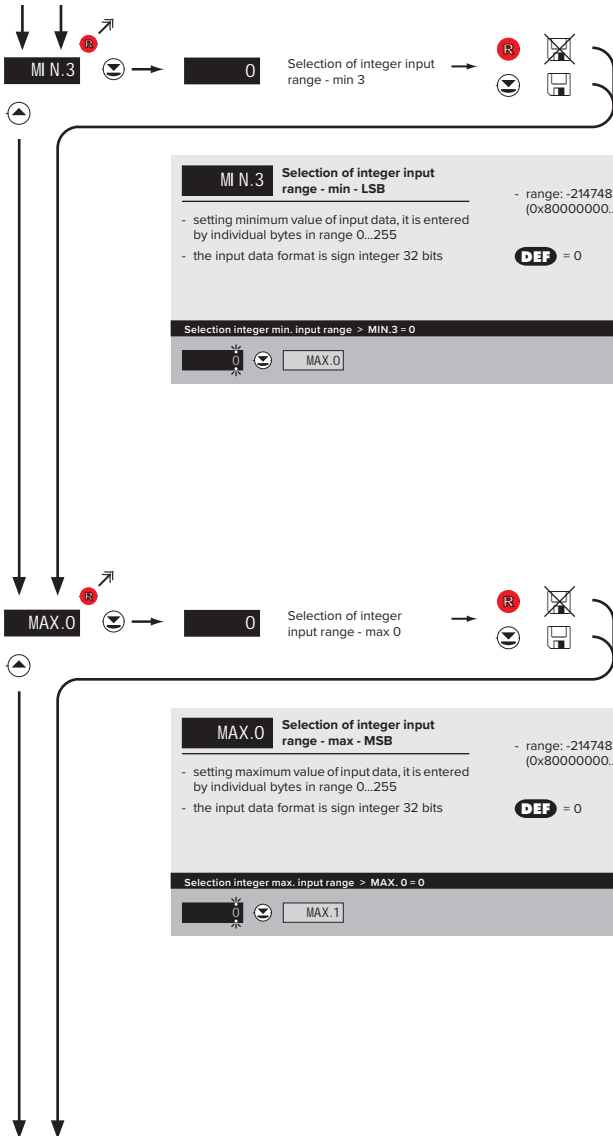 R
MIN.3
0
Selection of integer input
range - min 3
R
MIN.3
Selection of integer input
range - min - LSB
- setting minimum value of input data, it is entered
by individual bytes in range 0...255
- the input data format is sign integer 32 bits
- range: -214748
(0x80000000..
DEF = 0
Selection integer min. input range > MIN.3 = 0
0
MAX.0
R
MAX.0
0
Selection of integer
input range - max 0
R
MAX.0
Selection of integer input
range - max - MSB
- setting maximum value of input data, it is entered
by individual bytes in range 0...255
- the input data format is sign integer 32 bits
- range: -214748
(0x80000000..
DEF = 0
Selection integer max. input range > MAX. 0 = 0
0
MAX.1